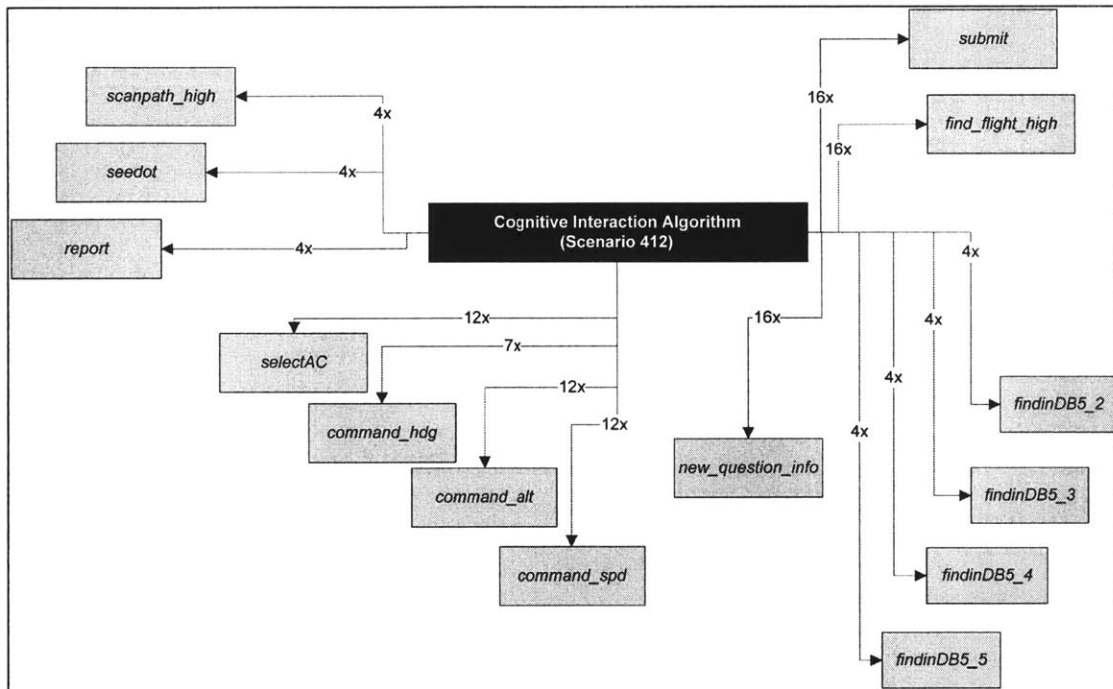 submit
16x
scanpath_high
4x
find_flight_high
16x
seedot
4x
Cognitive Interaction Algorithm
(Scenario 412)
report
4x
4x
12x
16x
4x
selectAC
7x
4x
12x
findinDB5_2
12x
4x
command_hdg
new_question_info
findinDB5_3
command_alt
findinDB5_4
command_spd
findinDB5_5